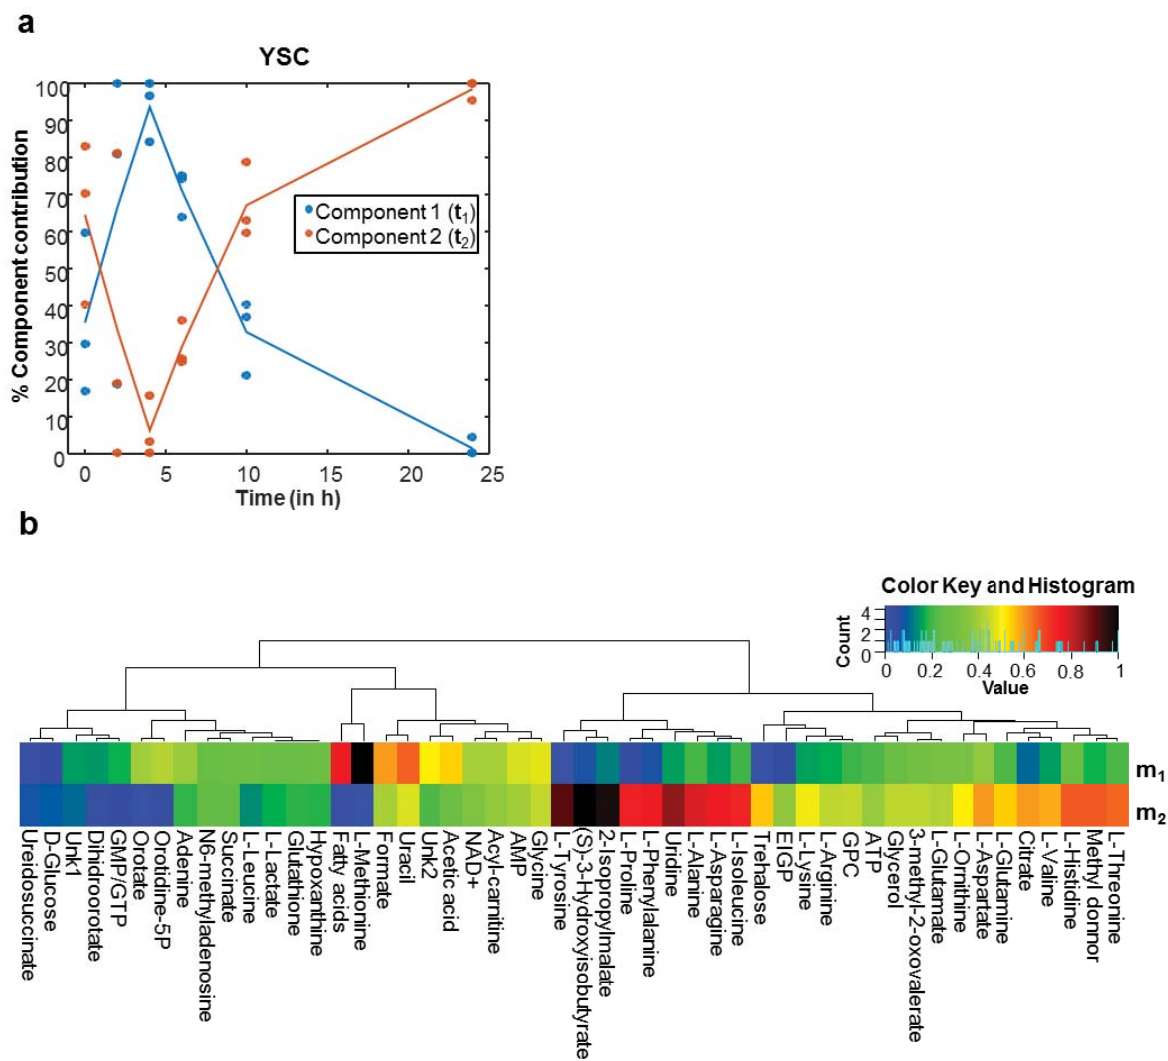 a
YSC
% Component contribution
100
90
80
70
60
50
40
30
20
10
0
0 5 10 15 20 25
Time (in h)
Component 1 (t1)
Component 2 (t2)
b
Color Key and Histogram
Count
4
2
0
0 0.2 0.4 0.6 0.8 1
Value
m1
m2
Ureidosuccinate
D-Glucose
Unk1
Dihidroorotate
GMP/GTP
Orotate
Orotidine-5P
Adenine
N6-methyladenosine
Succinate
L-Leucine
L-Lactate
Glutathione
Hypoxanthine
Fatty acids
L-Methionine
Formate
Uracil
Unk2
Acetic acid
NAD+
Acyl-carnitine
AMP
Glycine
L-Tyrosine
(S)-3-Hydroxyisobutyrate
2-Isopropylmalate
L-Proline
L-Phenylalanine
Uridine
L-Alanine
L-Asparagine
L-Isoleucine
Trehalose
EIGP
L-Lysine
L-Arginine
GPC
ATP
Glycerol
3-methyl-2-oxovalerate
L-Glutamate
L-Ornithine
L-Aspartate
L-Glutamine
Citrate
L-Valine
L-Histidine
Methyl donnor
L-Threonine